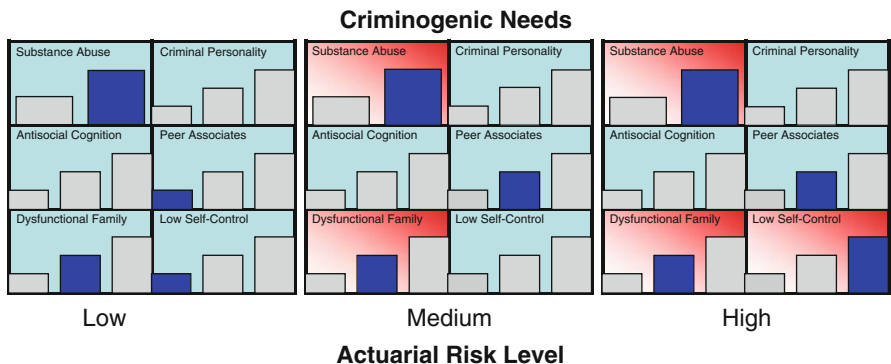 Criminogenic Needs
Substance Abuse
Criminal Personality
Antisocial Cognition
Peer Associates
Dysfunctional Family
Low Self-Control
Substance Abuse
Criminal Personality
Antisocial Cognition
Peer Associates
Dysfunctional Family
Low Self-Control
Substance Abuse
Criminal Personality
Antisocial Cognition
Peer Associates
Dysfunctional Family
Low Self-Control
Low
Medium
High
Actuarial Risk Level